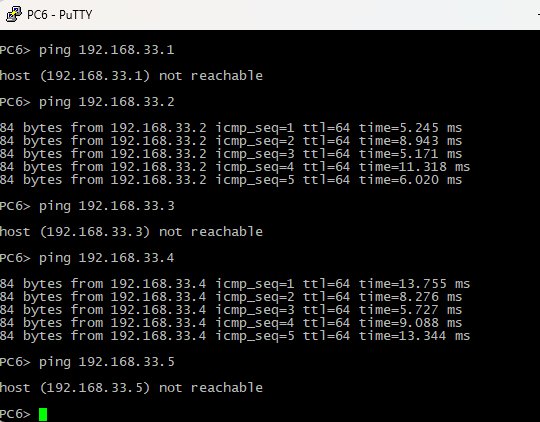 PC6 - PuTTY
PC6> ping 192.168.33.1
host (192.168.33.1) not reachable
PC6> ping 192.168.33.2
84 bytes from 192.168.33.2 icmp_seq=1 ttl=64 time=5.245 ms
84 bytes from 192.168.33.2 icmp_seq=2 ttl=64 time=8.943 ms
84 bytes from 192.168.33.2 icmp_seq=3 ttl=64 time=5.171 ms
84 bytes from 192.168.33.2 icmp_seq=4 ttl=64 time=11.318 ms
84 bytes from 192.168.33.2 icmp_seq=5 ttl=64 time=6.020 ms
PC6> ping 192.168.33.3
host (192.168.33.3) not reachable
PC6> ping 192.168.33.4
84 bytes from 192.168.33.4 icmp_seq=1 ttl=64 time=13.755 ms
84 bytes from 192.168.33.4 icmp_seq=2 ttl=64 time=8.276 ms
84 bytes from 192.168.33.4 icmp_seq=3 ttl=64 time=5.727 ms
84 bytes from 192.168.33.4 icmp_seq=4 ttl=64 time=9.088 ms
84 bytes from 192.168.33.4 icmp_seq=5 ttl=64 time=13.344 ms
PC6> ping 192.168.33.5
host (192.168.33.5) not reachable
PC6>